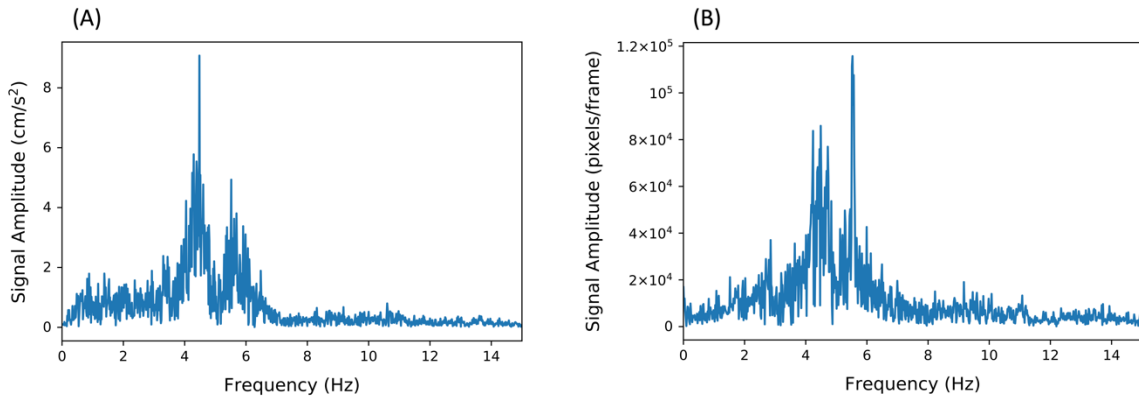 (A)
Signal Amplitude (cm/s²)
8
6
4
2
0
0 2 4 6 8 10 12 14
Frequency (Hz)
(B)
Signal Amplitude (pixels/frame)
1.2×10⁵
10⁵
8×10⁴
6×10⁴
4×10⁴
2×10⁴
0
0 2 4 6 8 10 12 14
Frequency (Hz)